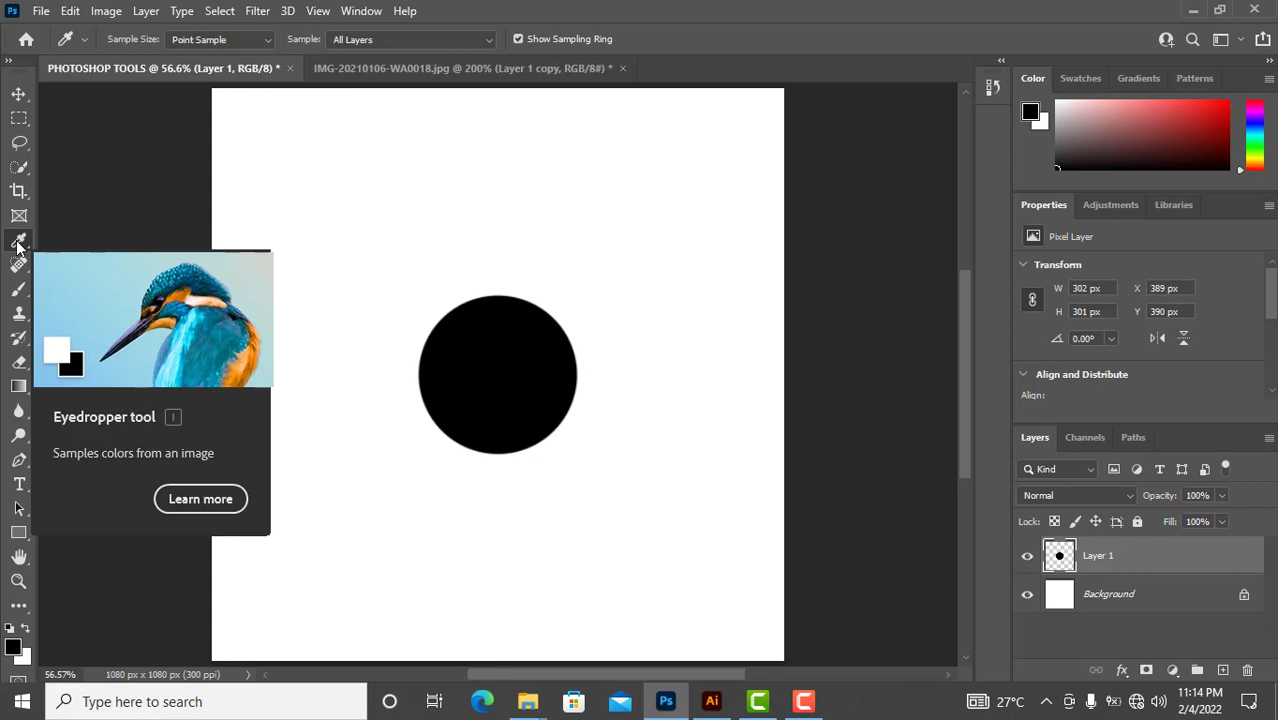 Ps File Edit Image Layer Type Select Filter 3D View Window Help
Sample Size: Point Sample Sample: All Layers Show Sampling Ring
PHOTOSHOP TOOLS @ 56.6% (Layer 1, RGB/8) * × IMG-20210106-WA0018.jpg @ 200% (Layer 1 copy, RGB/8#) * ×
Color Swatches Gradients Patterns
Properties Adjustments Libraries
Pixel Layer
Transform
W 302 px X 389 px
H 301 px Y 390 px
0.00°
Align and Distribute
Align:
Eyedropper tool I
Samples colors from an image
Learn more
Layers Channels Paths
Kind
Normal Opacity: 100%
Lock: Fill: 100%
Layer 1
Background
56.57% 1080 px x 1080 px (300 ppi)
Type here to search
Ps Ai
27°C
11:14 PM
2/4/2022